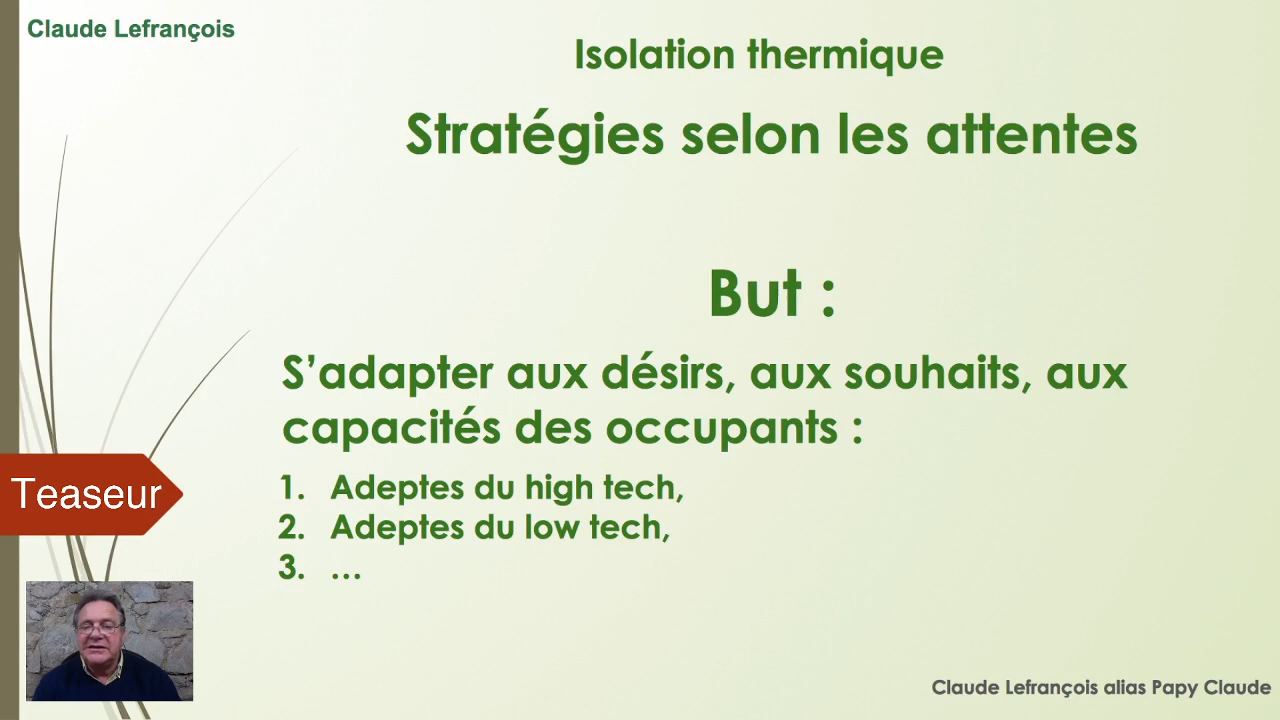 Claude Lefrançois
Isolation thermique
Stratégies selon les attentes
But :
S’adapter aux désirs, aux souhaits, aux
capacités des occupants :
1. Adeptes du high tech,
2. Adeptes du low tech,
3. …
Teaseur
Claude Lefrançois alias Papy Claude